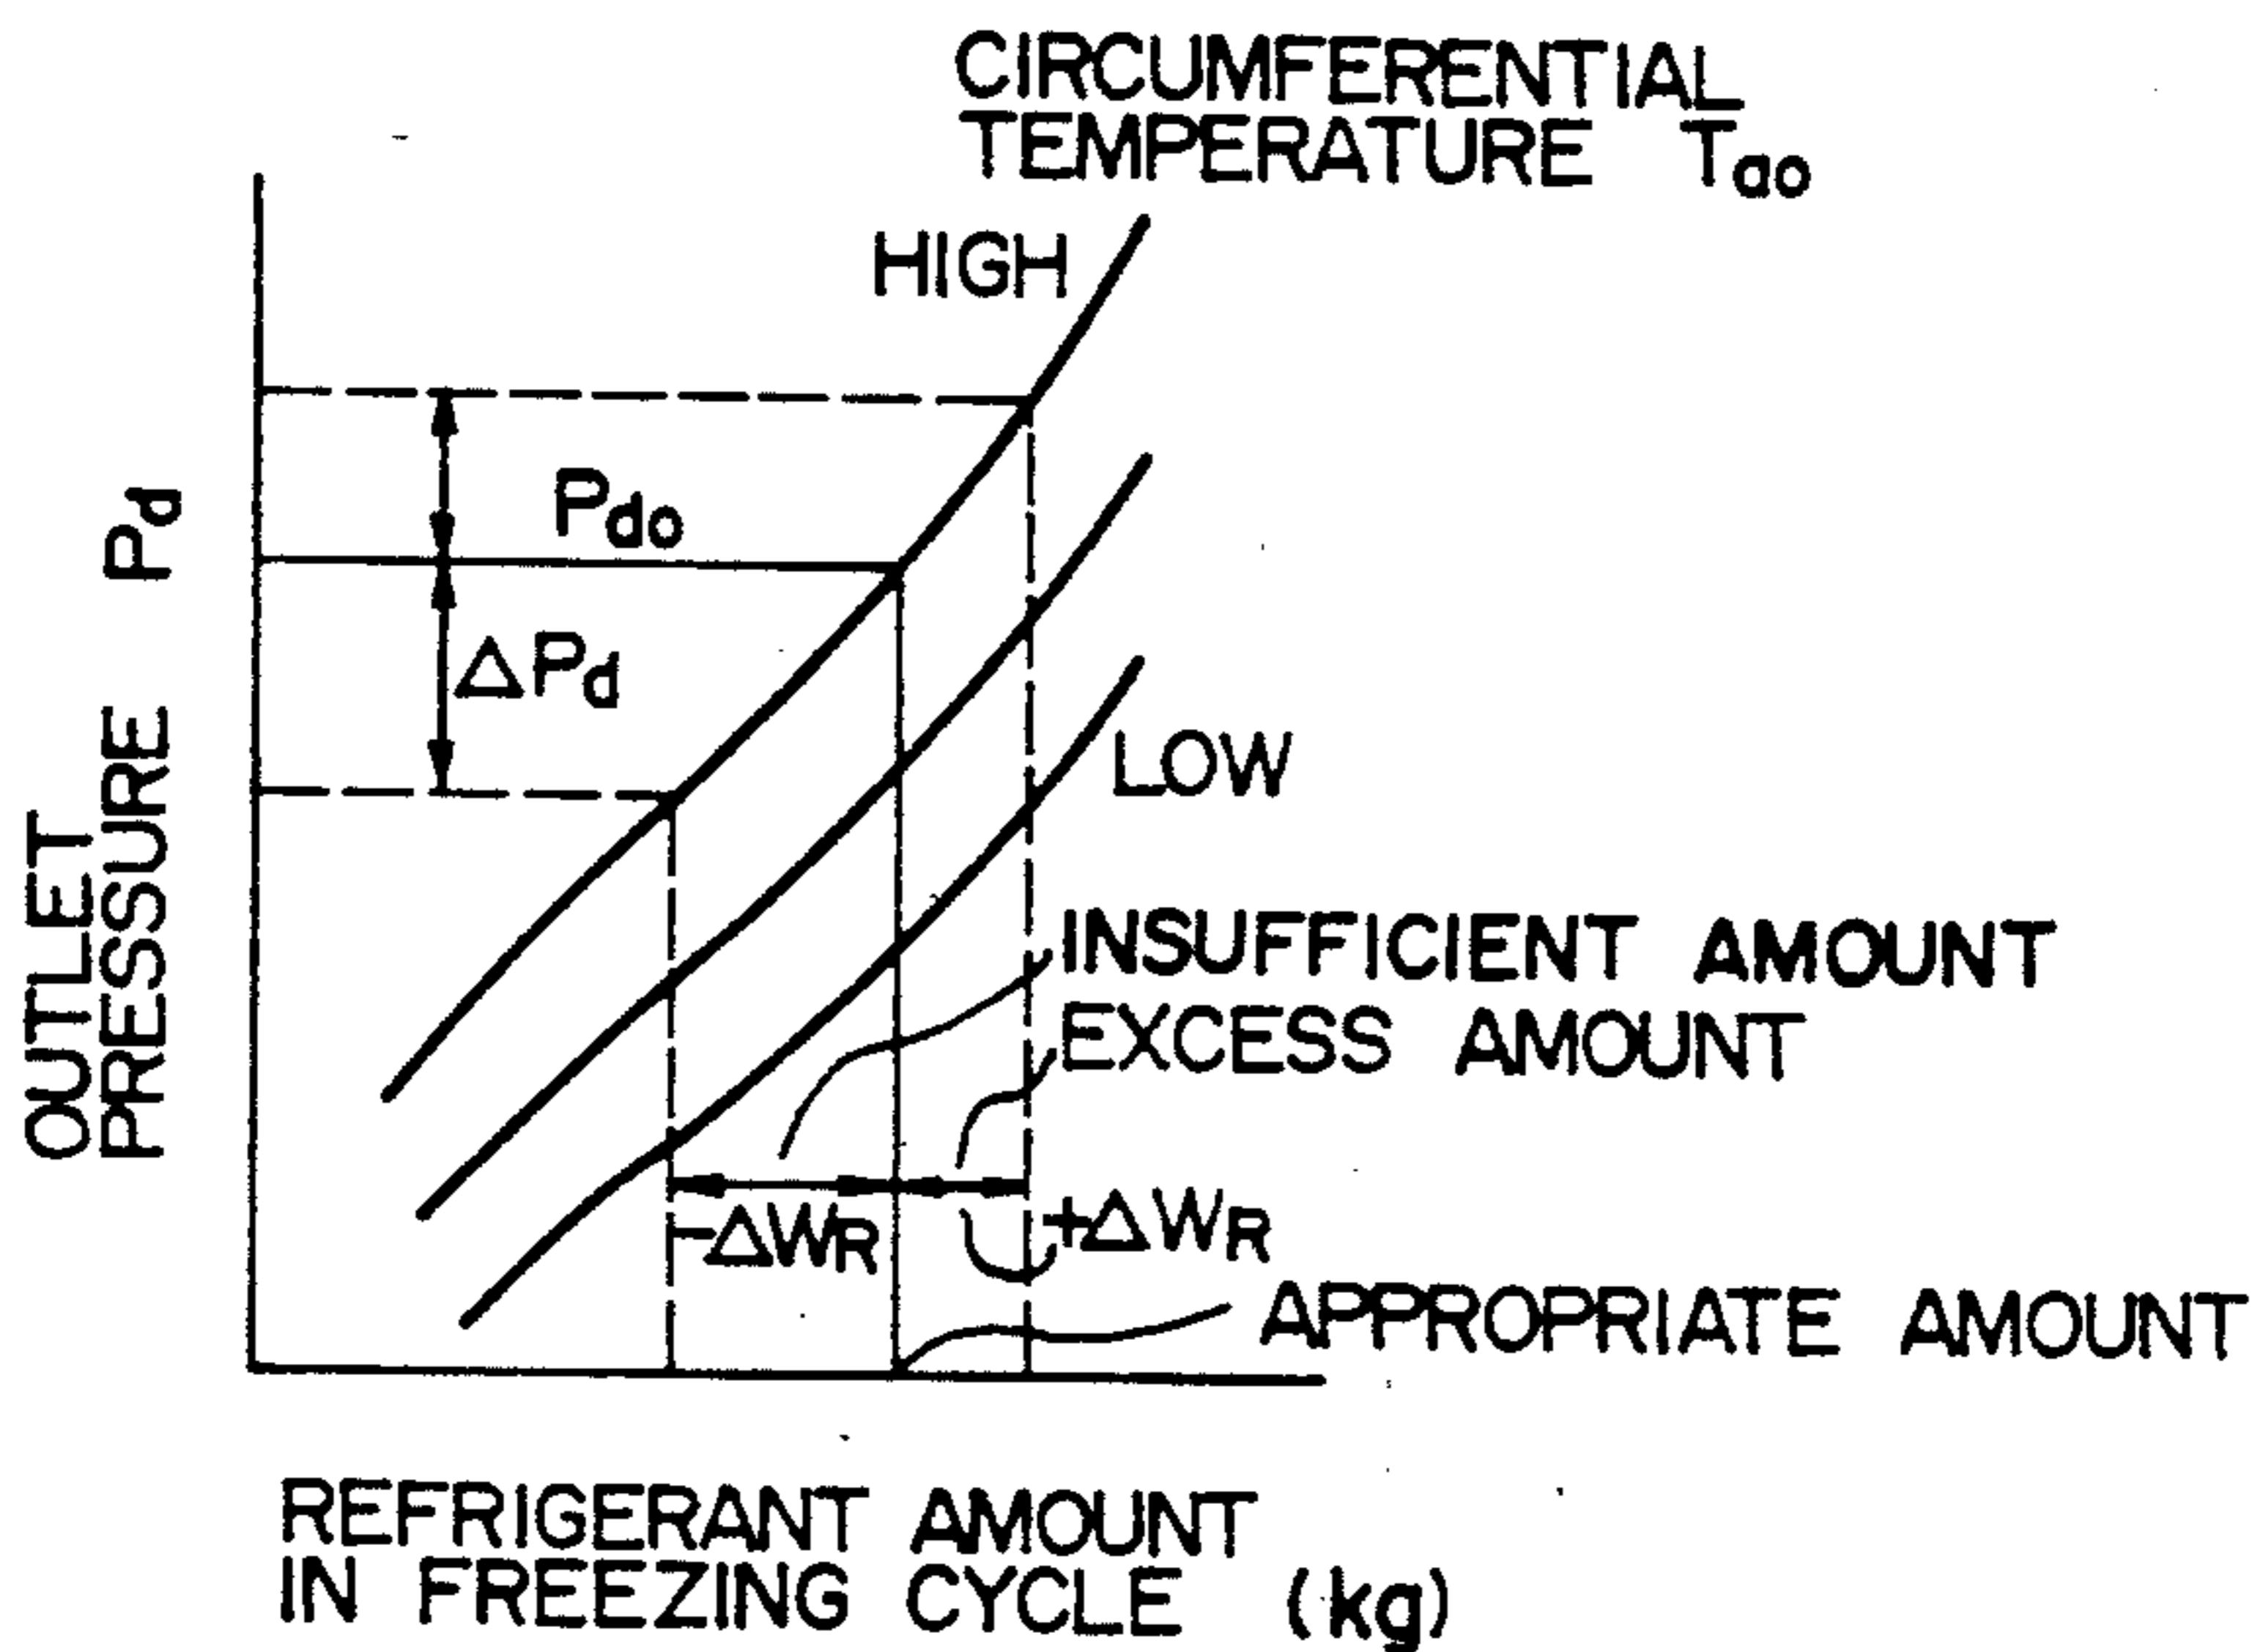 CIRCUMFERENTIAL
TEMPERATURE Tao
HIGH
Pdo
ΔPd
OUTLET
PRESSURE Pd
LOW
INSUFFICIENT AMOUNT
EXCESS AMOUNT
-ΔWR
+ΔWR
APPROPRIATE AMOUNT
REFRIGERANT AMOUNT
IN FREEZING CYCLE (kg)